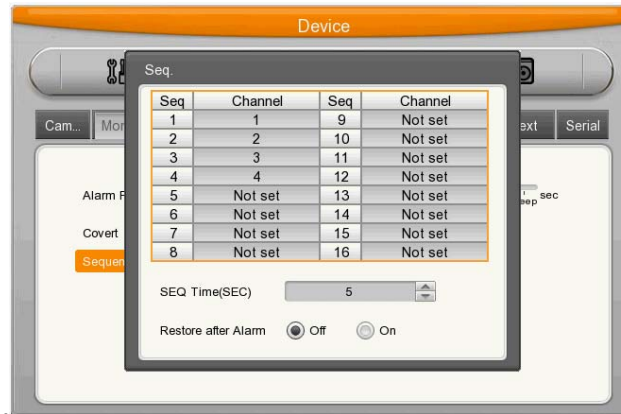 Device
Seq.
Cam... Mor ext Serial
Seq Channel Seq Channel
1 1 9 Not set
2 2 10 Not set
3 3 11 Not set
4 4 12 Not set
5 Not set 13 Not set
6 Not set 14 Not set
7 Not set 15 Not set
8 Not set 16 Not set
Alarm sec
Covert
Sequen
SEQ Time(SEC) 5
Restore after Alarm Off On